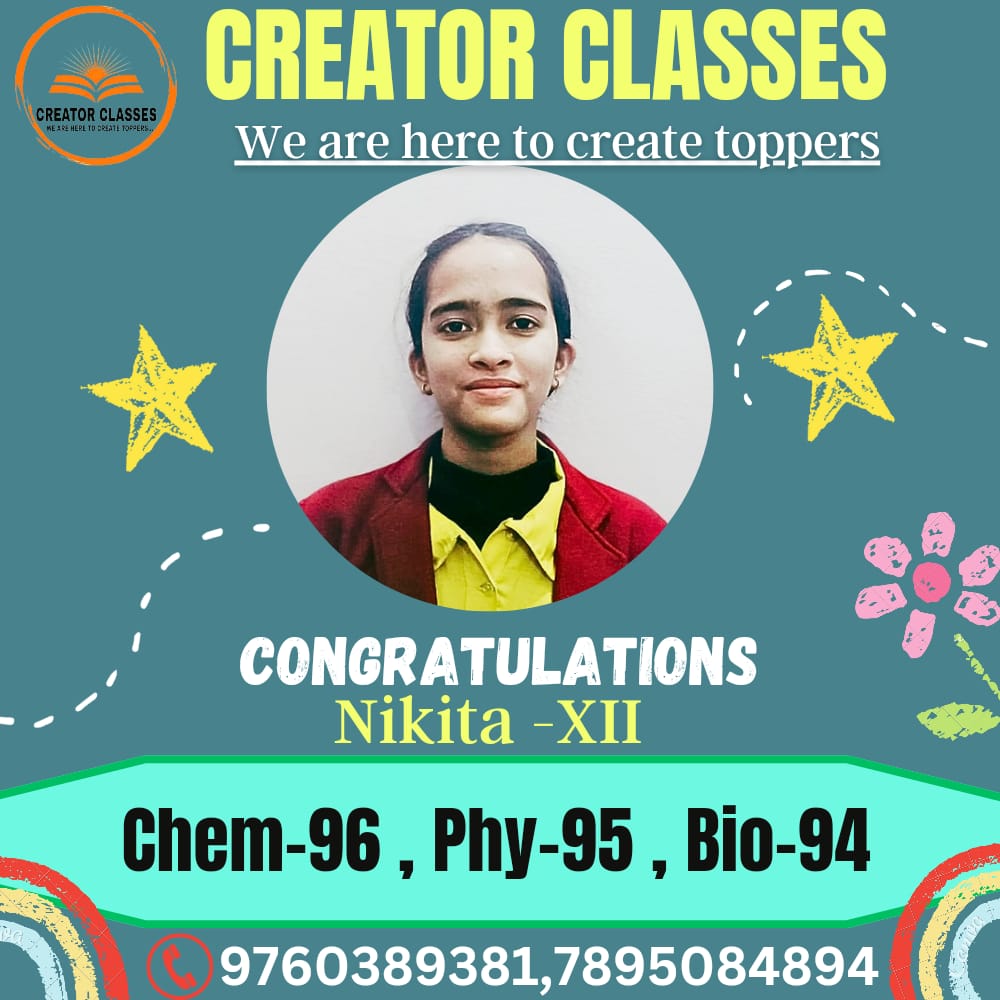 CREATOR CLASSES
WE ARE HERE TO CREATE TOPPERS...
CREATOR CLASSES
We are here to create toppers
CONGRATULATIONS
Nikita -XII
Chem-96 , Phy-95 , Bio-94
9760389381,7895084894